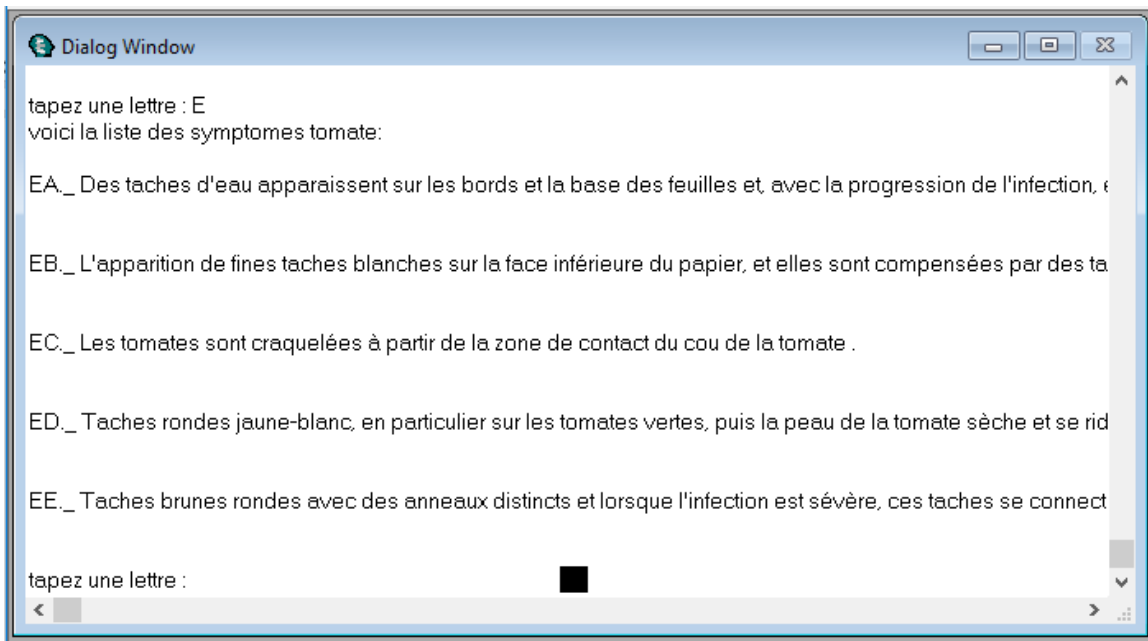 Dialog Window
tapez une lettre : E
voici la liste des symptomes tomate:
EA._ Des taches d'eau apparaissent sur les bords et la base des feuilles et, avec la progression de l'infection,
EB._ L'apparition de fines taches blanches sur la face inférieure du papier, et elles sont compensées par des ta
EC._ Les tomates sont craquelées à partir de la zone de contact du cou de la tomate .
ED._ Taches rondes jaune-blanc, en particulier sur les tomates vertes, puis la peau de la tomate sèche et se rid
EE._ Taches brunes rondes avec des anneaux distincts et lorsque l'infection est sévère, ces taches se connect
tapez une lettre :